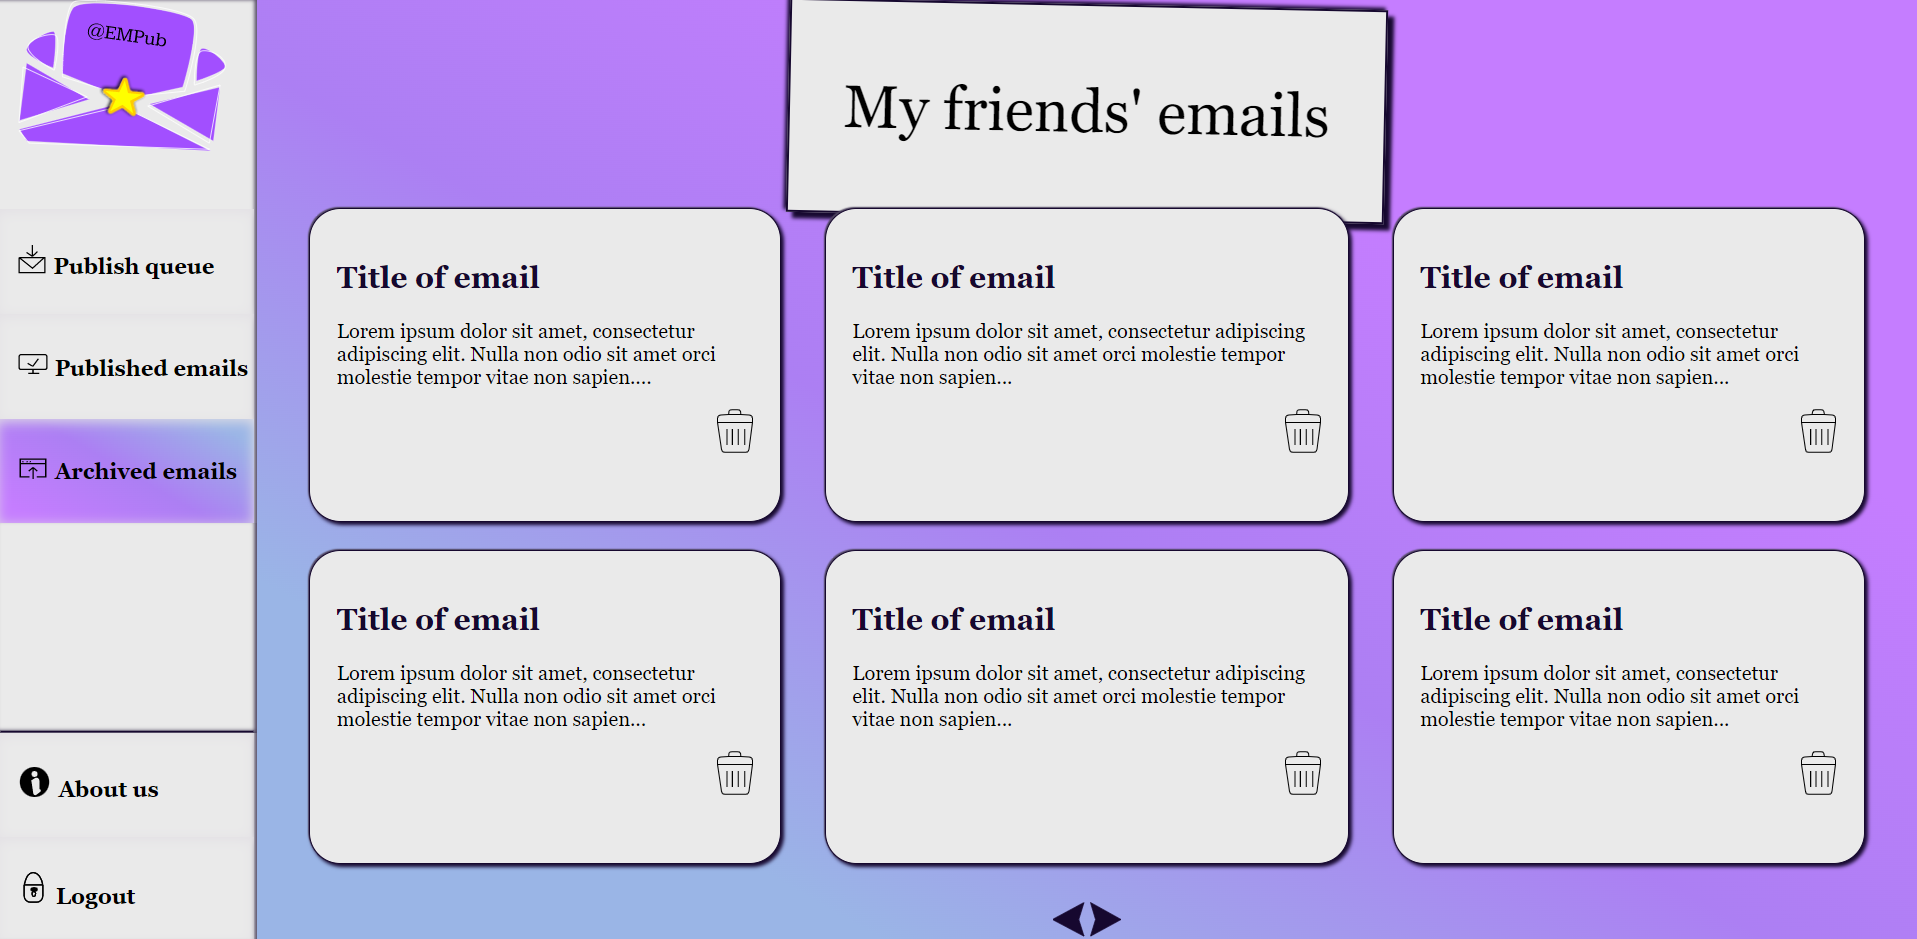 @EMPub
Publish queue
Published emails
Archived emails
About us
Logout
My friends' emails
Title of email
Lorem ipsum dolor sit amet, consectetur
adipiscing elit. Nulla non odio sit amet orci
molestie tempor vitae non sapien....
Title of email
Lorem ipsum dolor sit amet, consectetur adipiscing
elit. Nulla non odio sit amet orci molestie tempor
vitae non sapien...
Title of email
Lorem ipsum dolor sit amet, consectetur
adipiscing elit. Nulla non odio sit amet orci
molestie tempor vitae non sapien...
Title of email
Lorem ipsum dolor sit amet, consectetur
adipiscing elit. Nulla non odio sit amet orci
molestie tempor vitae non sapien...
Title of email
Lorem ipsum dolor sit amet, consectetur adipiscing
elit. Nulla non odio sit amet orci molestie tempor
vitae non sapien...
Title of email
Lorem ipsum dolor sit amet, consectetur
adipiscing elit. Nulla non odio sit amet orci
molestie tempor vitae non sapien...